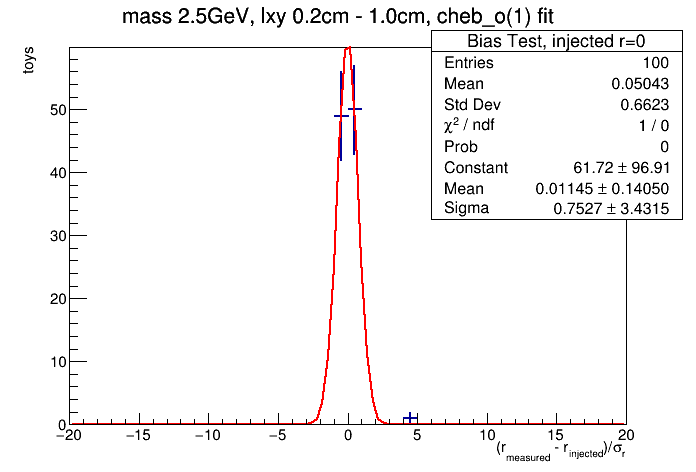 mass 2.5GeV, lxy 0.2cm - 1.0cm, cheb_o(1) fit
toys
Bias Test, injected r=0
Entries 100
Mean 0.05043
Std Dev 0.6623
χ² / ndf 1 / 0
Prob 0
Constant 61.72 ± 96.91
Mean 0.01145 ± 0.14050
Sigma 0.7527 ± 3.4315
50
40
30
20
10
0
−20 −15 −10 −5 0 5 10 15 20
(r_measured - r_injected)/σ_r